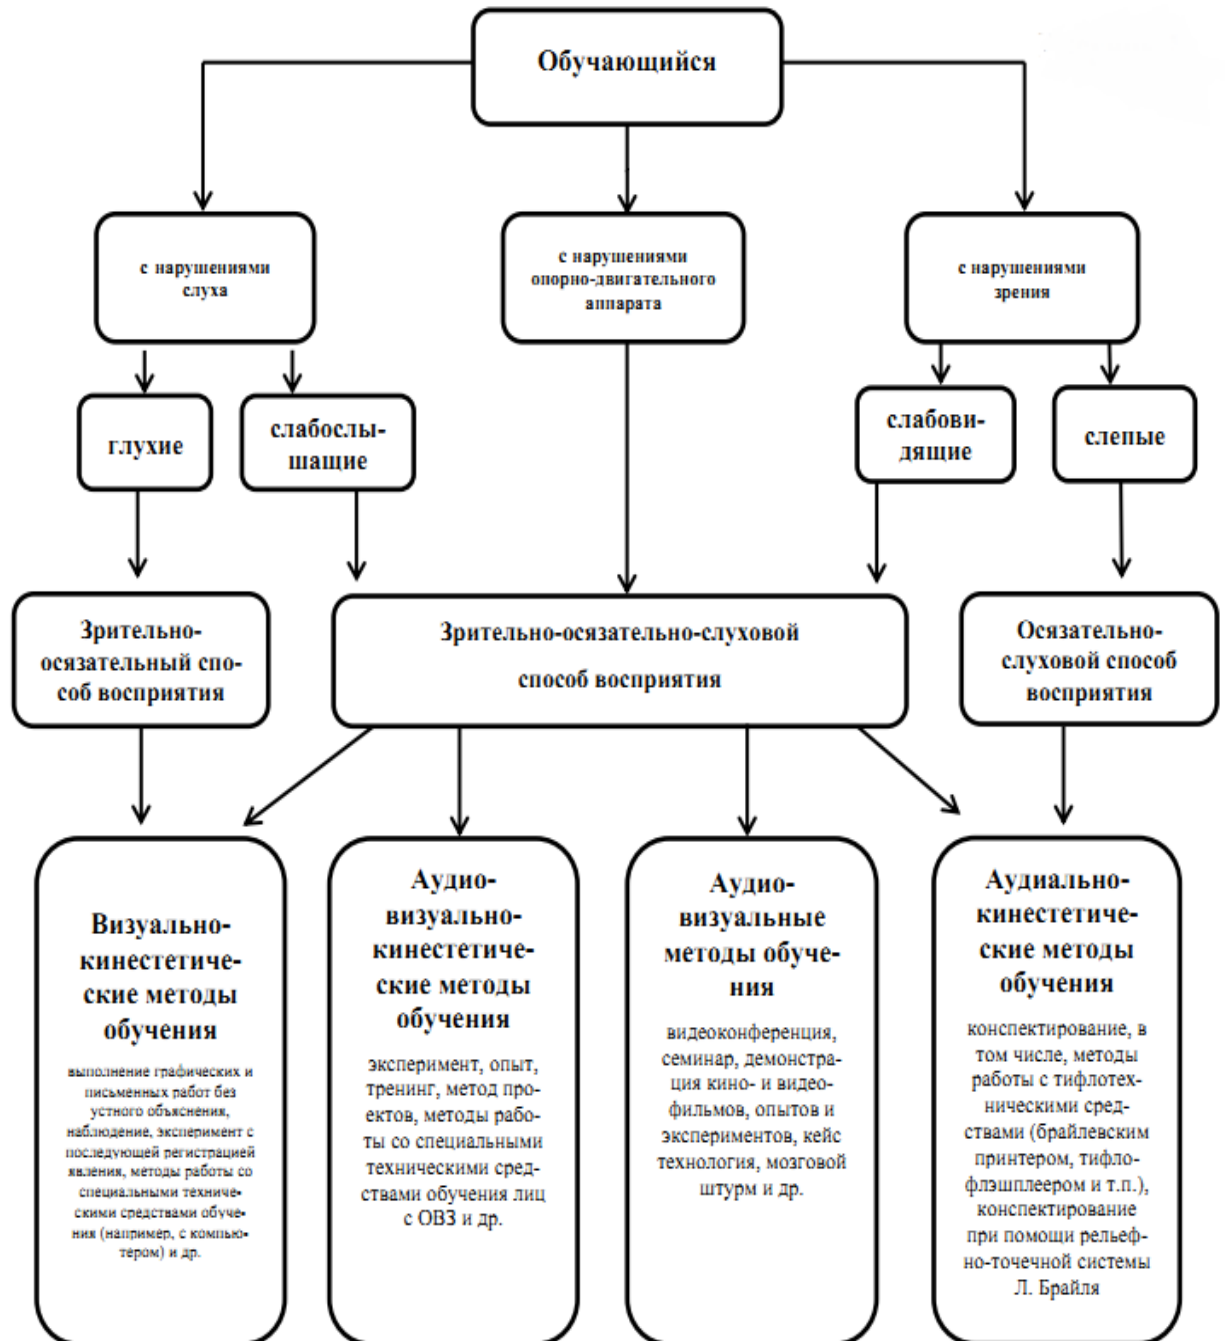 Обучающийся
с нарушениями
слуха
с нарушениями
опорно-двигательного
аппарата
с нарушениями
зрения
глухие
слабослы-
шащие
слабови-
дящие
слепые
Зрительно-
осязательный спо-
соб восприятия
Зрительно-осязательно-слуховой
способ восприятия
Осязательно-
слуховой способ
восприятия
Визуально-
кинестетиче-
ские методы
обучения
выполнение графических и
письменных работ без
устного объяснения,
наблюдение, эксперимент с
последующей регистрацией
явления, методы работы со
специальными техниче-
скими средствами обуче-
ния (например, с компью-
тером) и др.
Аудио-
визуально-
кинестетиче-
ские методы
обучения
эксперимент, опыт,
тренинг, метод про-
ектов, методы рабо-
ты со специальными
техническими сред-
ствами обучения лиц
с ОВЗ и др.
Аудио-
визуальные
методы обуче-
ния
видеоконференция,
семинар, демонстра-
ция кино- и видео-
фильмов, опытов и
экспериментов, кейс
технология, мозговой
штурм и др.
Аудиально-
кинестетиче-
ские методы
обучения
конспектирование, в
том числе, методы
работы с тифлотех-
ническими сред-
ствами (брайлевским
принтером, тифло-
флэшплеером и т.п.),
конспектирование
при помощи рельеф-
но-точечной системы
Л. Брайля